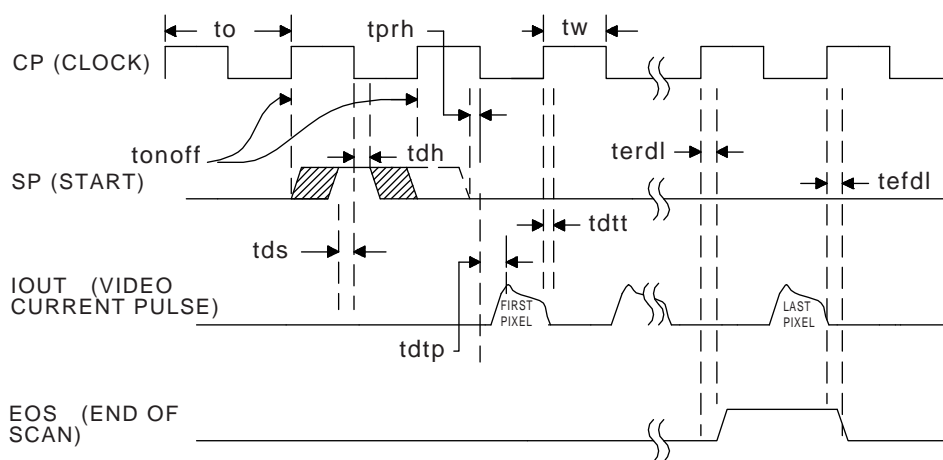 to
tprh
tw
CP (CLOCK)
tonoff
tdh
terdl
SP (START)
tefdl
tds
tdtt
IOUT (VIDEO
CURRENT PULSE)
FIRST
PIXEL
LAST
PIXEL
tdtp
EOS (END OF
SCAN)